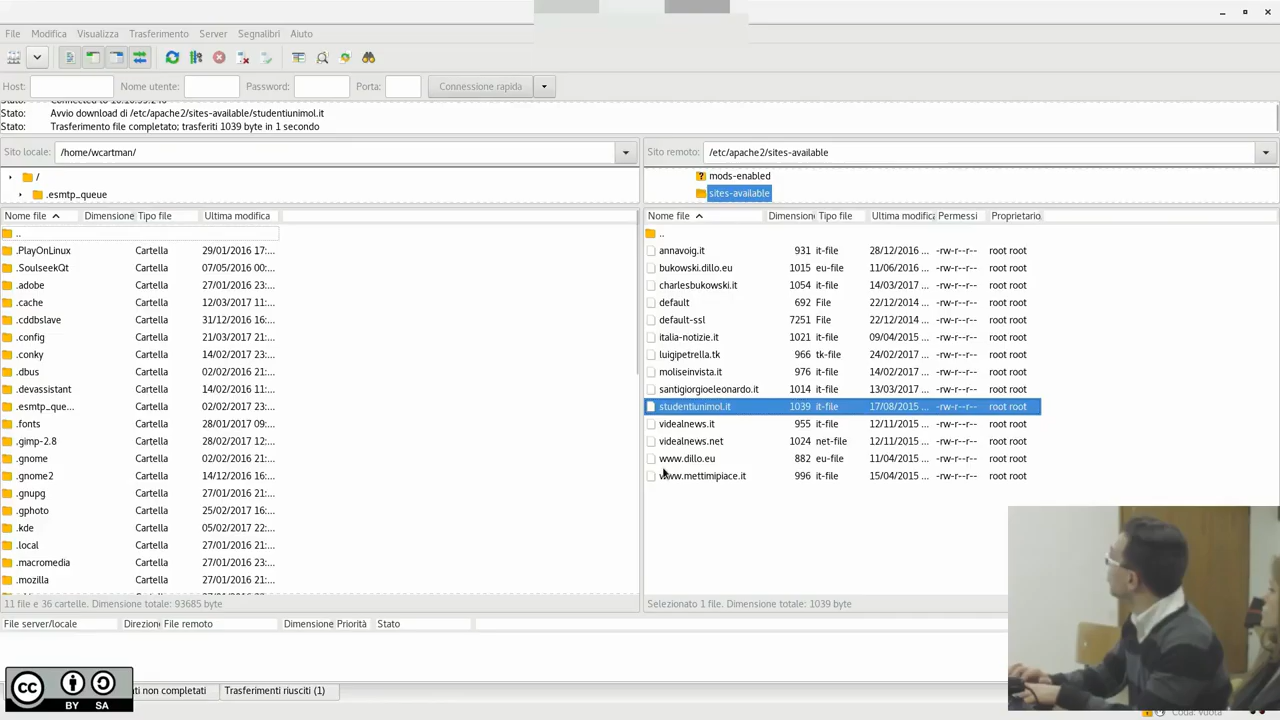 File Modifica Visualizza Trasferimento Server Segnalibri Aiuto
Host: Nome utente: Password: Porta: Connessione rapida
Stato: Avvio download di /etc/apache2/sites-available/studentiunimol.it
Stato: Trasferimento file completato; trasferiti 1039 byte in 1 secondo
Sito locale: /home/wcartman/
/
.esmtp_queue
Nome file Dimensione Tipo file Ultima modifica
..
.PlayOnLinux Cartella 29/01/2016 17:...
.SoulseekQt Cartella 07/05/2016 00:...
.adobe Cartella 27/01/2016 23:...
.cache Cartella 12/03/2017 11:...
.cddbslave Cartella 31/12/2016 16:...
.config Cartella 21/03/2017 21:...
.conky Cartella 14/02/2017 23:...
.dbus Cartella 02/02/2016 21:...
.devassistant Cartella 14/02/2016 11:...
.esmtp_que... Cartella 02/02/2017 23:...
.fonts Cartella 28/01/2017 09:...
.gimp-2.8 Cartella 28/02/2017 12:...
.gnome Cartella 27/01/2016 23:...
.gnome2 Cartella 14/12/2016 16:...
.gnupg Cartella 27/01/2016 21:...
.gphoto Cartella 25/02/2017 16:...
.kde Cartella 05/02/2017 22:...
.local Cartella 27/01/2016 21:...
.macromedia Cartella 27/01/2016 23:...
.mozilla Cartella 27/01/2016 21:...
11 file e 36 cartelle. Dimensione totale: 93685 byte
Sito remoto: /etc/apache2/sites-available
? mods-enabled
sites-available
Nome file Dimension Tipo file Ultima modific Permessi Proprietario
..
annavoig.it 931 it-file 28/12/2016 ... -rw-r--r-- root root
bukowski.dillo.eu 1015 eu-file 11/06/2016 ... -rw-r--r-- root root
charlesbukowski.it 1054 it-file 14/03/2017 ... -rw-r--r-- root root
default 692 File 22/12/2014 ... -rw-r--r-- root root
default-ssl 7251 File 22/12/2014 ... -rw-r--r-- root root
italia-notizie.it 1021 it-file 09/04/2015 ... -rw-r--r-- root root
luigipetrella.tk 966 tk-file 24/02/2017 ... -rw-r--r-- root root
moliseinvista.it 976 it-file 14/03/2017 ... -rw-r--r-- root root
santigiorgioeleonardo.it 1014 it-file 13/03/2017 ... -rw-r--r-- root root
studentiunimol.it 1039 it-file 17/08/2015 ... -rw-r--r-- root root
videalnews.it 955 it-file 12/11/2015 ... -rw-r--r-- root root
videalnews.net 1024 net-file 12/11/2015 ... -rw-r--r-- root root
www.dillo.eu 882 eu-file 11/04/2015 ... -rw-r--r-- root root
www.mettimipiace.it 996 it-file 15/04/2015 ... -rw-r--r-- root root
Selezionato 1 file. Dimensione totale: 1039 byte
File server/locale Direzion File remoto Dimensione Priorità Stato
non completati Trasferimenti riusciti (1)
cc BY SA